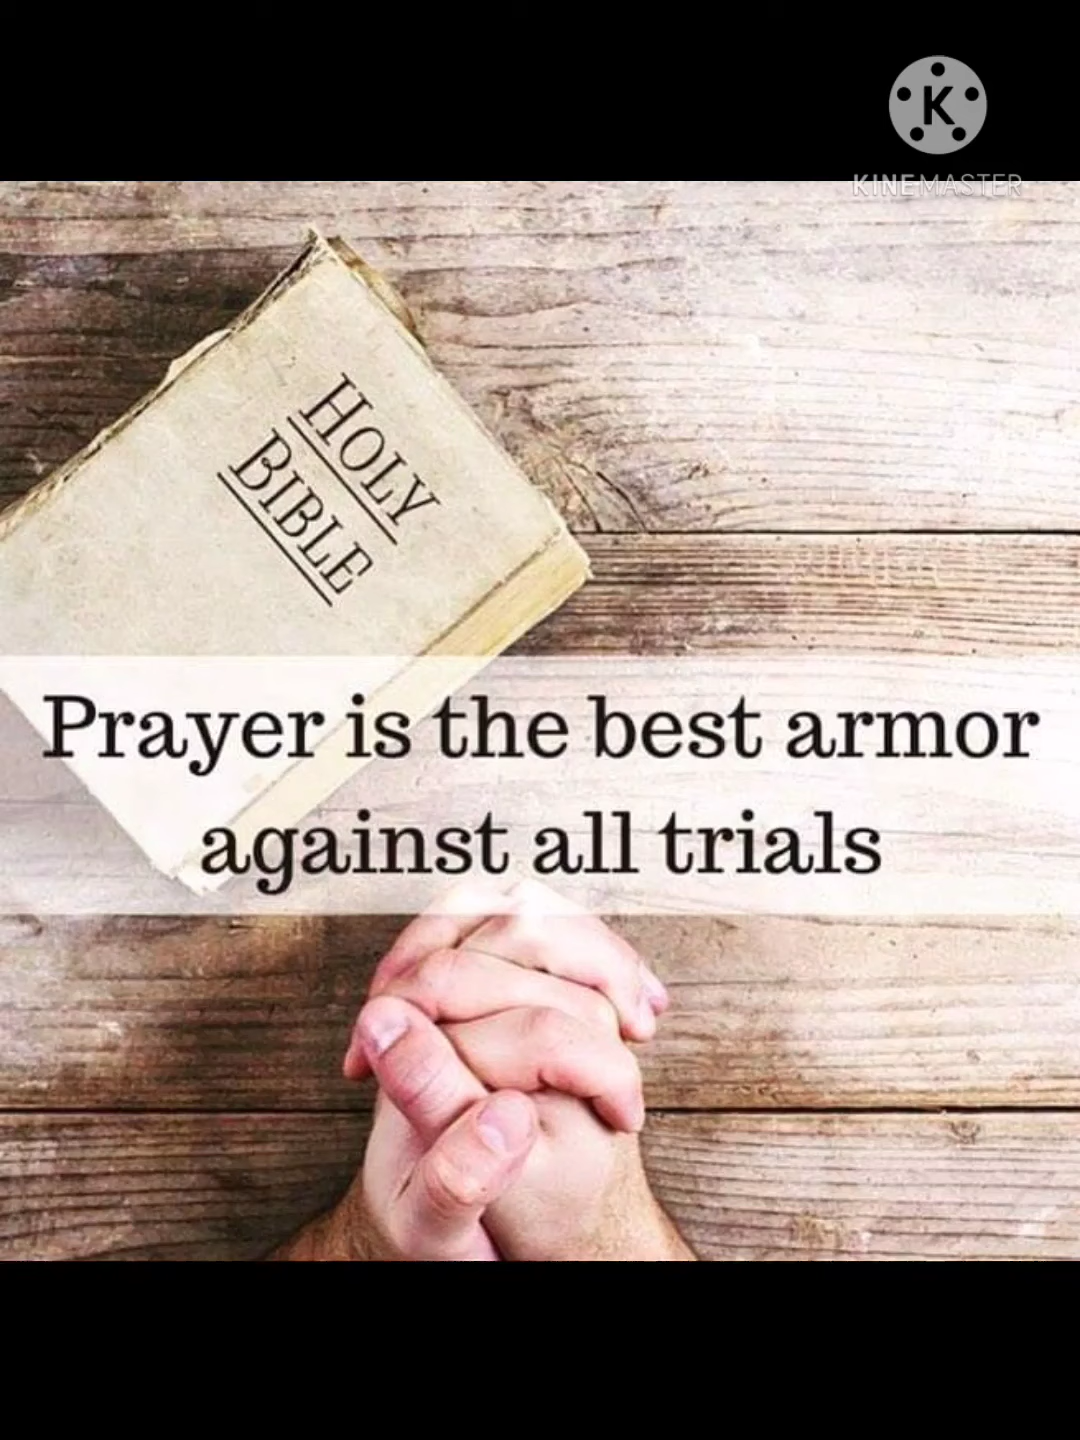 K
KINEMASTER
HOLY
BIBLE
Prayer is the best armor
against all trials